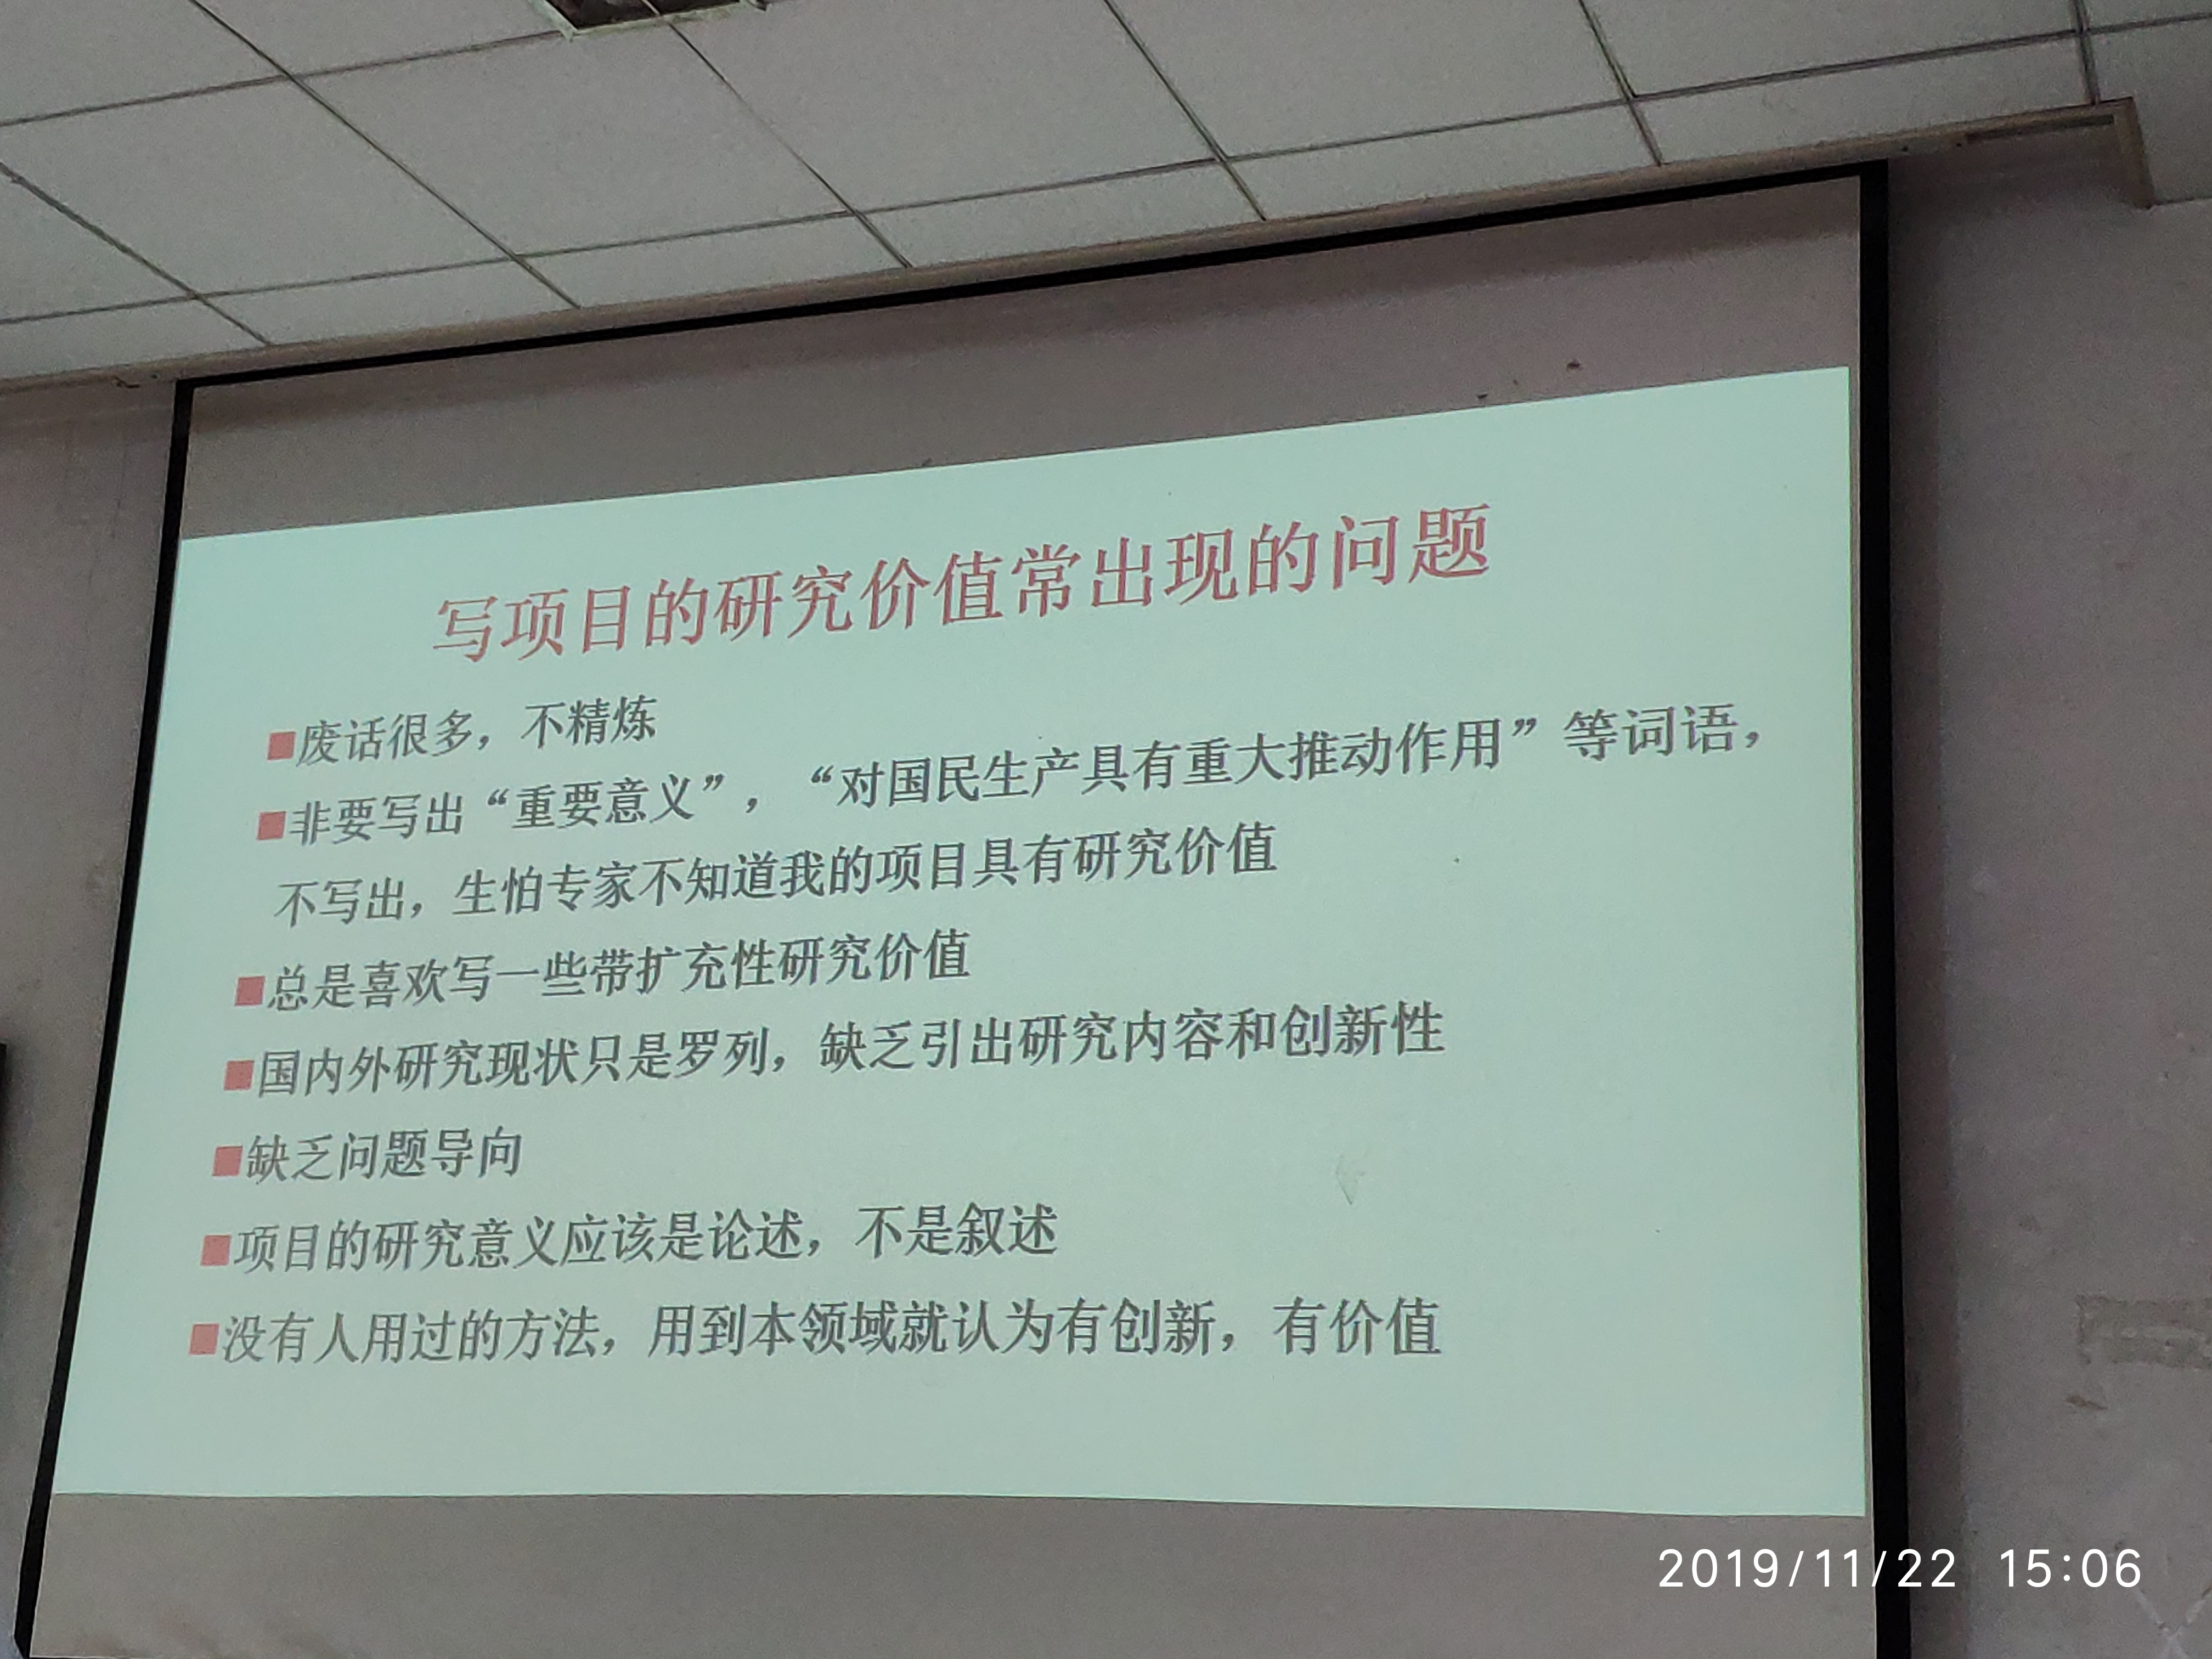 写项目的研究价值常出现的问题
■废话很多，不精炼
■非要写出“重要意义”，“对国民生产具有重大推动作用”等词语，
不写出，生怕专家不知道我的项目具有研究价值
■总是喜欢写一些带扩充性研究价值
■国内外研究现状只是罗列，缺乏引出研究内容和创新性
■缺乏问题导向
■项目的研究意义应该是论述，不是叙述
■没有人用过的方法，用到本领域就认为有创新，有价值
2019/11/22 15:06